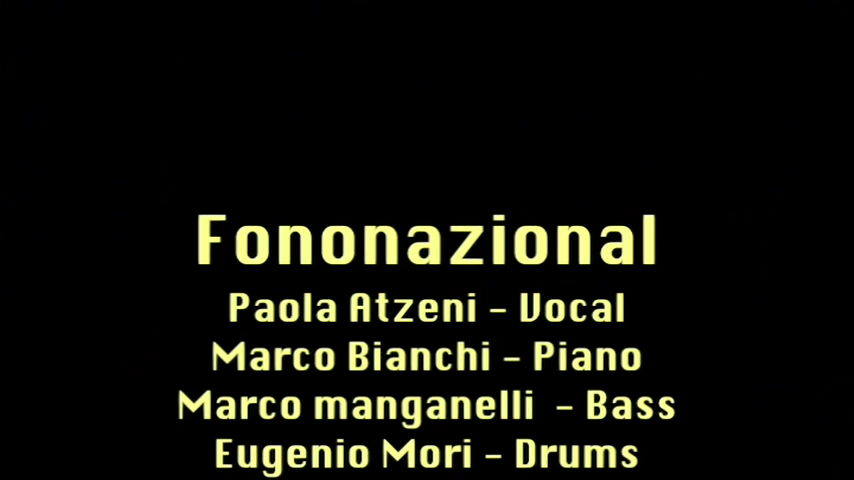 Fononazional
Paola Atzeni - Vocal
Marco Bianchi - Piano
Marco manganelli - Bass
Eugenio Mori - Drums